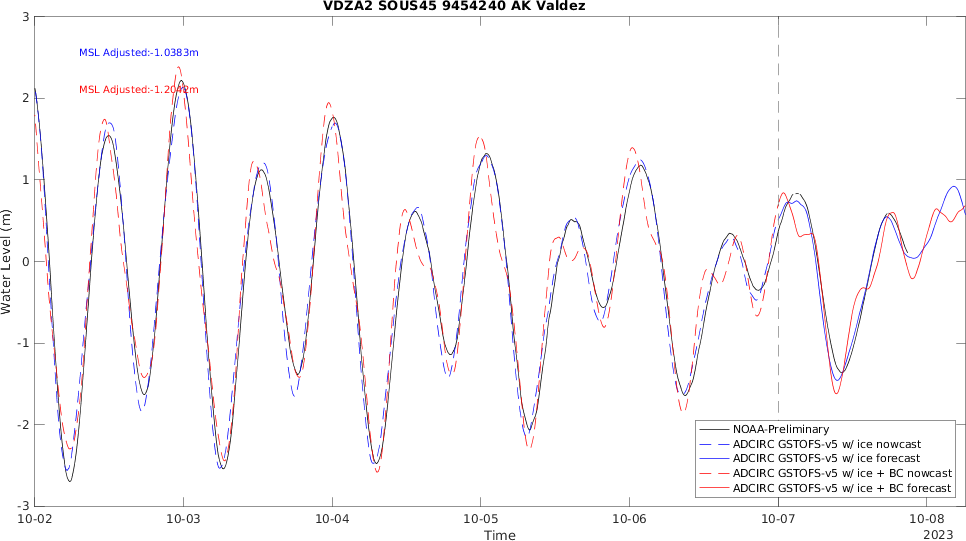 VDZA2 SOUS45 9454240 AK Valdez
MSL Adjusted:-1.0383m
MSL Adjusted:-1.2042m
3
2
1
0
-1
-2
-3
Water Level (m)
10-02
10-03
10-04
10-05
10-06
10-07
10-08
Time
2023
NOAA-Preliminary
ADCIRC GSTOFS-v5 w/ ice nowcast
ADCIRC GSTOFS-v5 w/ ice forecast
ADCIRC GSTOFS-v5 w/ ice + BC nowcast
ADCIRC GSTOFS-v5 w/ ice + BC forecast